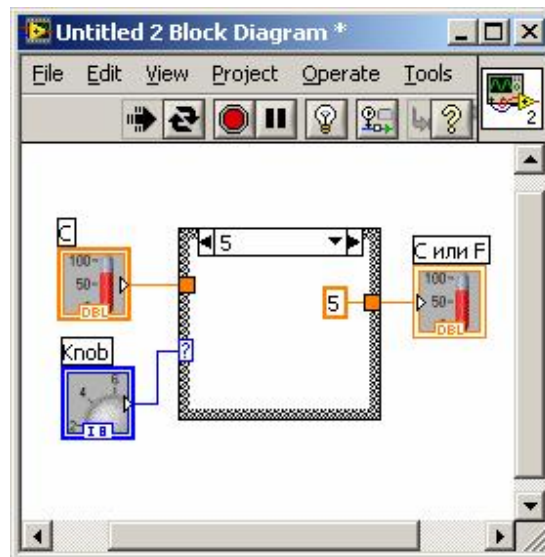 Untitled 2 Block Diagram *
File Edit View Project Operate Tools
2
?
C
100-
50-
DBL
5
5
C или F
100-
50-
DBL
Knob
?
6
4
2
I8